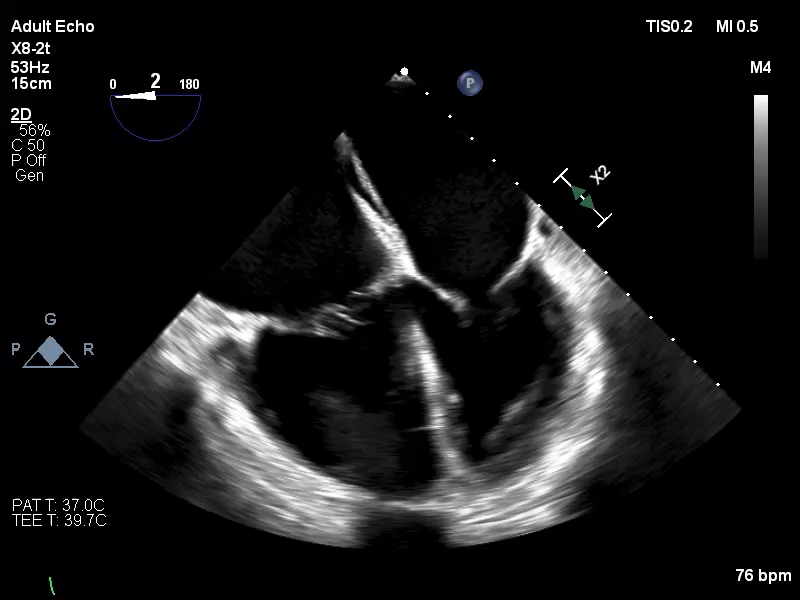 Adult Echo
X8-2t
53Hz
15cm
2D
56%
C 50
P Off
Gen
0 2 180
P
TIS0.2 MI 0.5
M4
X2
G
P R
PAT T: 37.0C
TEE T: 39.7C
76 bpm